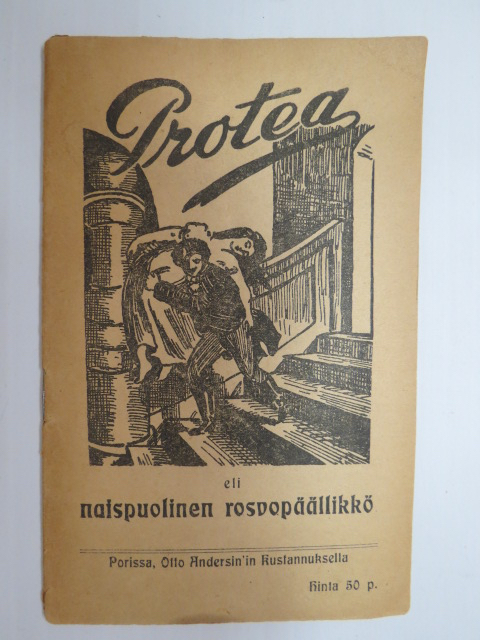 Protea
eli
naispuolinen rosvopäällikkö
Porissa, Otto Andersin'in Kustannuksella
Hinta 50 p.